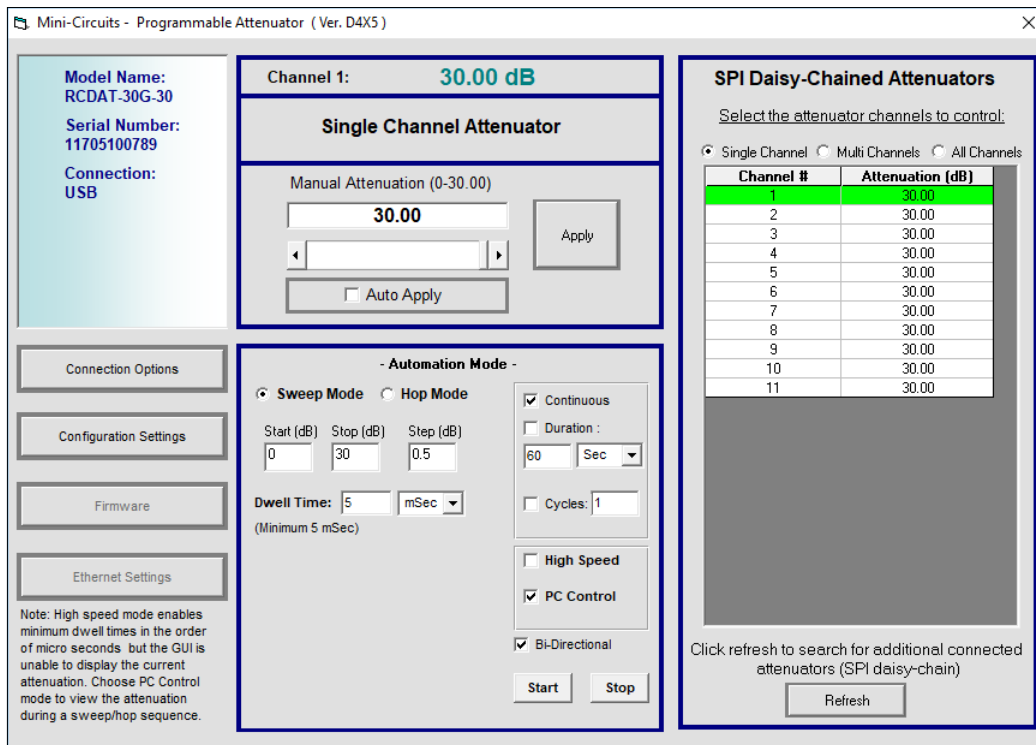 Mini-Circuits - Programmable Attenuator ( Ver. D4X5 )
Model Name:
RCDAT-30G-30
Serial Number:
11705100789
Connection:
USB
Connection Options
Configuration Settings
Firmware
Ethernet Settings
Note: High speed mode enables
minimum dwell times in the order
of micro seconds but the GUI is
unable to display the current
attenuation. Choose PC Control
mode to view the attenuation
during a sweep/hop sequence.
Channel 1: 30.00 dB
Single Channel Attenuator
Manual Attenuation (0-30.00)
30.00
Apply
Auto Apply
- Automation Mode -
Sweep Mode Hop Mode
Start (dB) Stop (dB) Step (dB)
0 30 0.5
Dwell Time: 5 mSec
(Minimum 5 mSec)
Continuous
Duration :
60 Sec
Cycles: 1
High Speed
PC Control
Bi-Directional
Start Stop
SPI Daisy-Chained Attenuators
Select the attenuator channels to control:
Single Channel Multi Channels All Channels
Channel # Attenuation (dB)
1 30.00
2 30.00
3 30.00
4 30.00
5 30.00
6 30.00
7 30.00
8 30.00
9 30.00
10 30.00
11 30.00
Click refresh to search for additional connected
attenuators (SPI daisy-chain)
Refresh